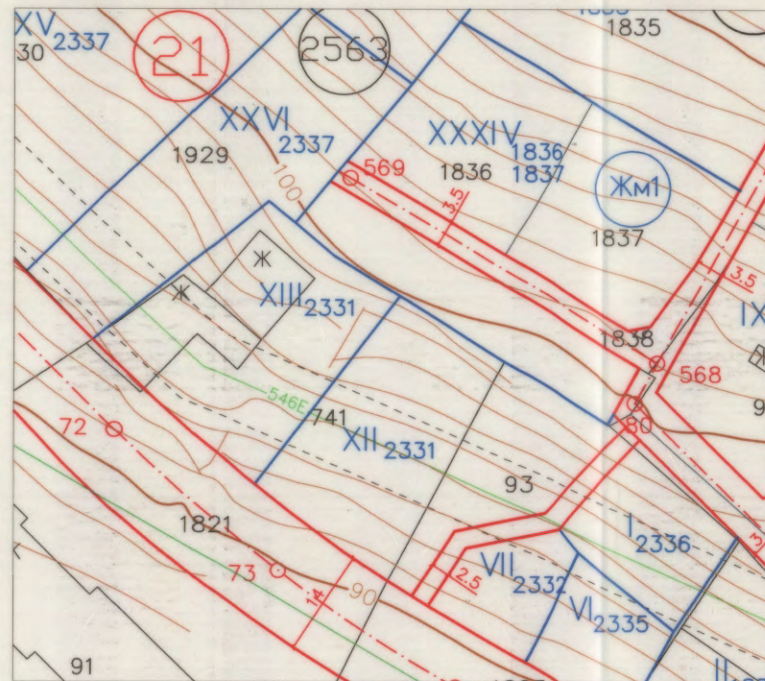 XV 2337
30
21
2563
1835
XXVI 2337
1929
100
569
XXXIV 1836
1837
1836
3.5
Жм1
1837
3.5
Ж
Ж
XIII 2331
1838
IX
568
80
546E
741
72
XII 2331
93
1821
I 2336
73
VII 2332
2.5
VI 2335
14
90
3
91
II